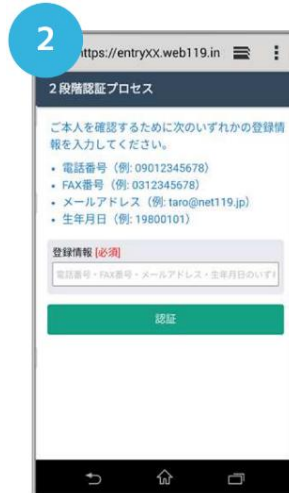 2
https://entryXX.web119.in
2段階認証プロセス
ご本人を確認するために次のいずれかの登録情
報を入力してください。
• 電話番号（例: 09012345678）
• FAX番号（例: 0312345678）
• メールアドレス（例: taro@net119.jp）
• 生年月日（例: 19800101）
登録情報 [必須]
電話番号・FAX番号・メールアドレス・生年月日のいずれ
認証